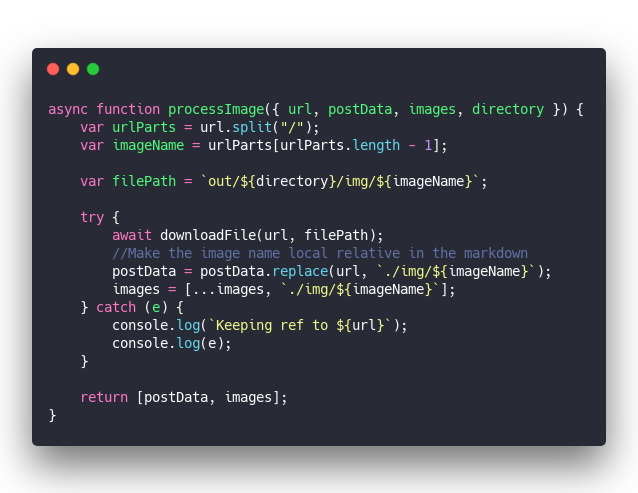 async function processImage({ url, postData, images, directory }) {
    var urlParts = url.split("/");
    var imageName = urlParts[urlParts.length - 1];

    var filePath = `out/${directory}/img/${imageName}`;

    try {
        await downloadFile(url, filePath);
        //Make the image name local relative in the markdown
        postData = postData.replace(url, `./img/${imageName}`);
        images = [...images, `./img/${imageName}`];
    } catch (e) {
        console.log(`Keeping ref to ${url}`);
        console.log(e);
    }

    return [postData, images];
}